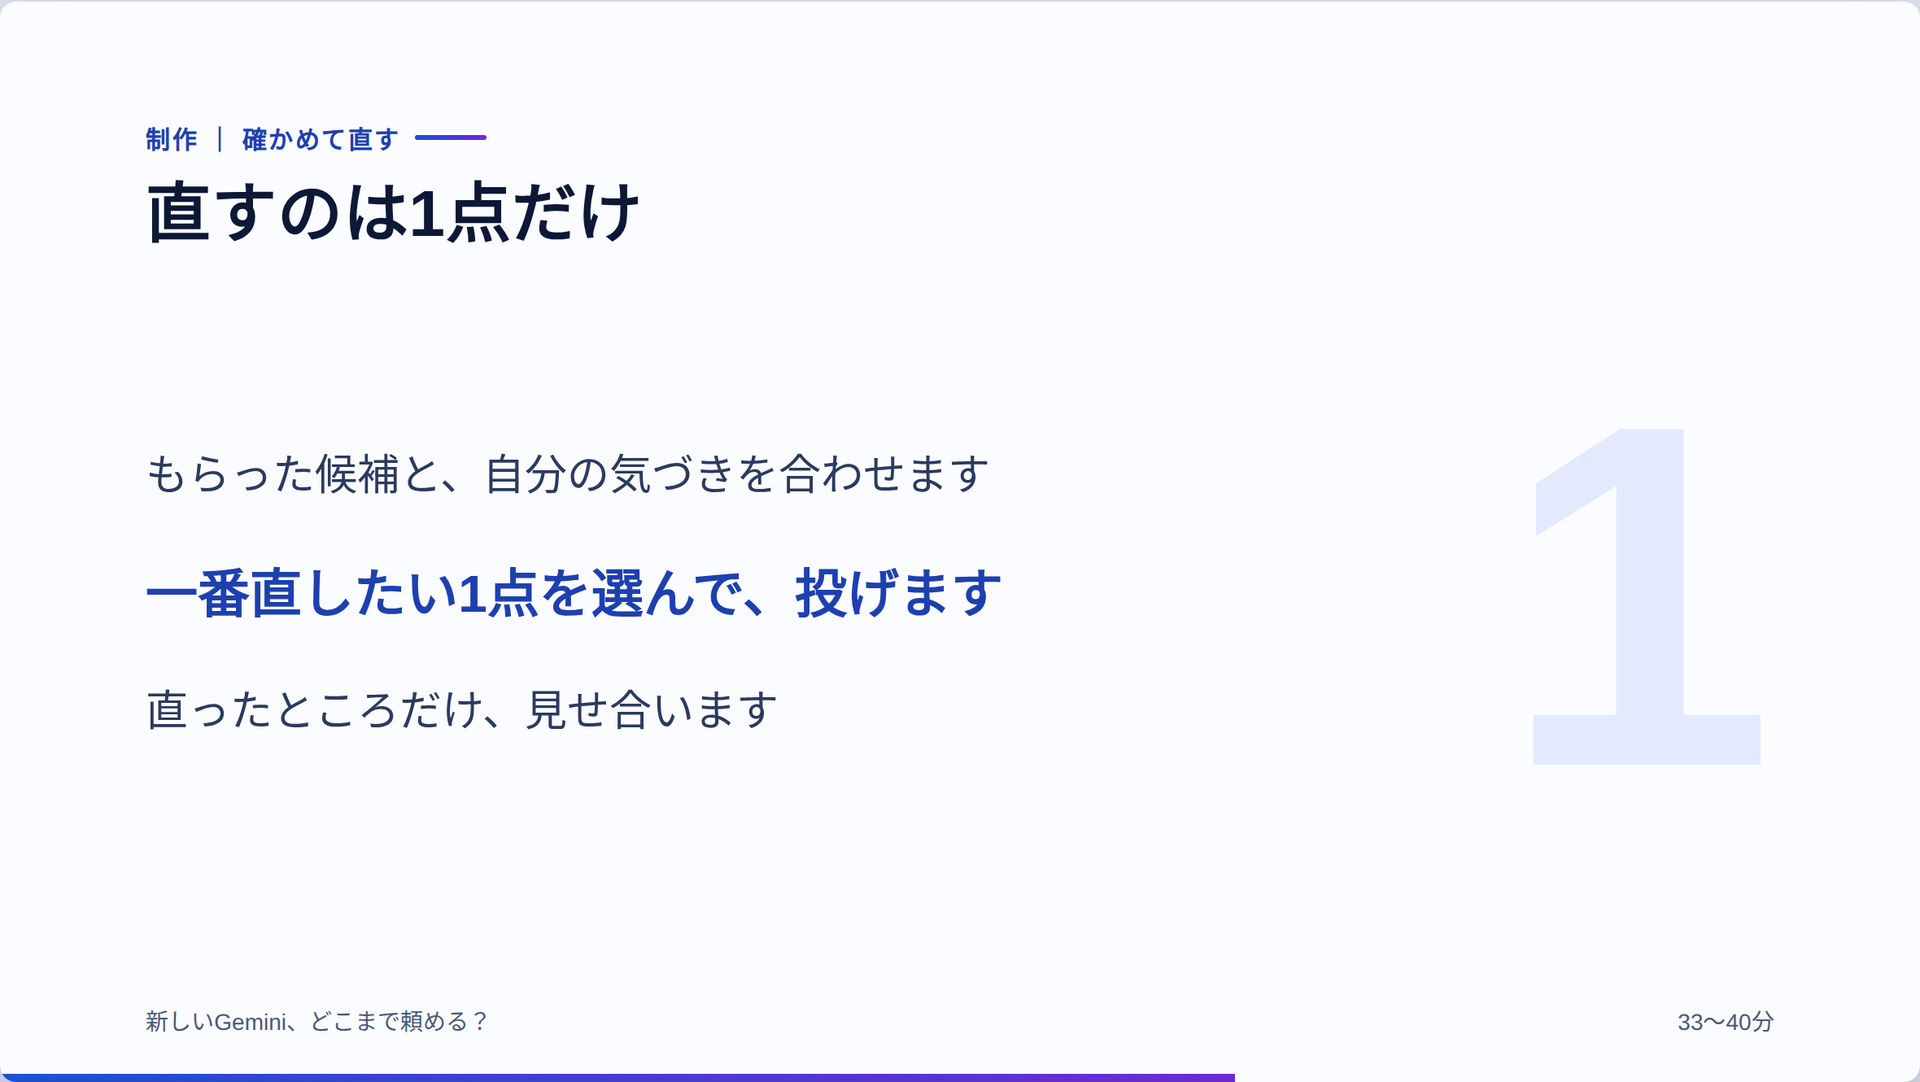 制作 ｜ 確かめて直す
直すのは1点だけ
もらった候補と、自分の気づきを合わせます
一番直したい1点を選んで、投げます
直ったところだけ、見せ合います
1
新しいGemini、どこまで頼める？
33〜40分